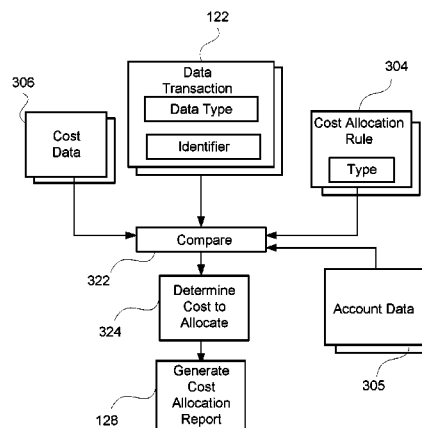 122
306
304
Data
Transaction
Data Type
Identifier
Cost
Data
Cost Allocation
Rule
Type
Compare
322
Determine
Cost to
Allocate
324
Account Data
305
Generate
Cost
Allocation
Report
128